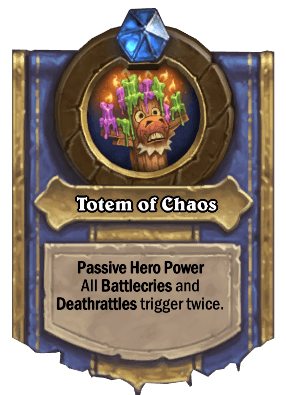 Totem of Chaos
Passive Hero Power
All Battlecries and
Deathrattles trigger twice.